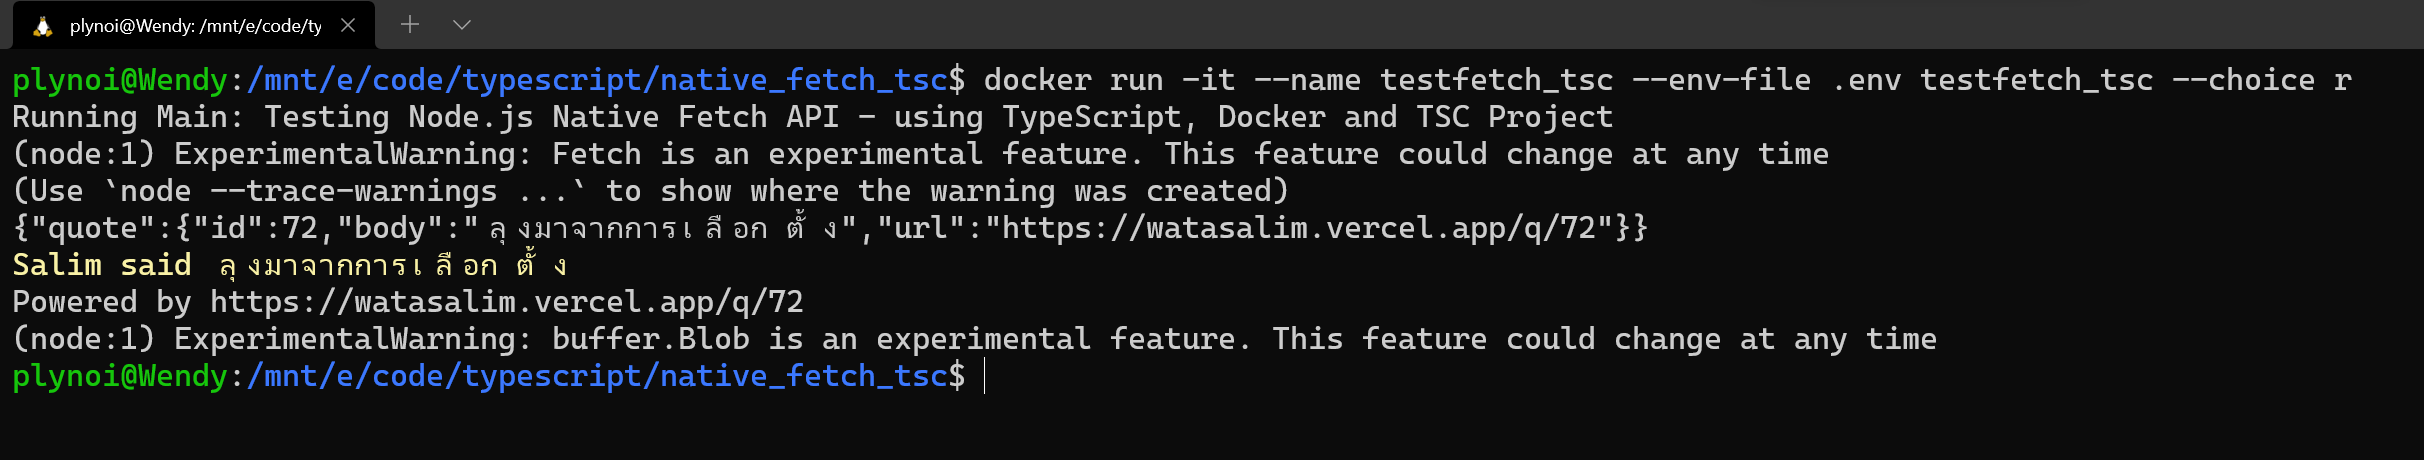 plynoi@Wendy: /mnt/e/code/ty
plynoi@Wendy:/mnt/e/code/typescript/native_fetch_tsc$ docker run -it --name testfetch_tsc --env-file .env testfetch_tsc --choice r
Running Main: Testing Node.js Native Fetch API - using TypeScript, Docker and TSC Project
(node:1) ExperimentalWarning: Fetch is an experimental feature. This feature could change at any time
(Use `node --trace-warnings ...` to show where the warning was created)
{"quote":{"id":72,"body":"ลุงมาจากการเลือกตั้ง","url":"https://watasalim.vercel.app/q/72"}}
Salim said ลุงมาจากการเลือกตั้ง
Powered by https://watasalim.vercel.app/q/72
(node:1) ExperimentalWarning: buffer.Blob is an experimental feature. This feature could change at any time
plynoi@Wendy:/mnt/e/code/typescript/native_fetch_tsc$